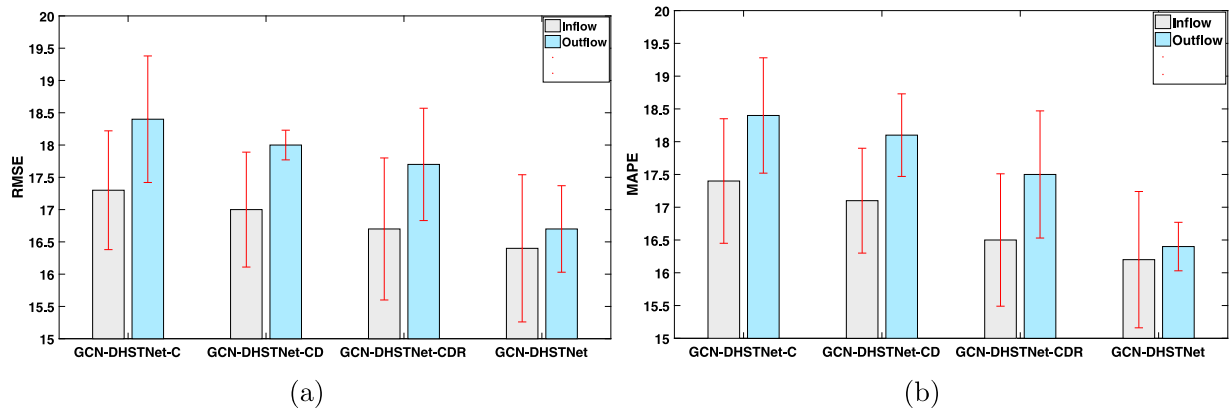 20
19.5
19
18.5
18
17.5
17
16.5
16
15.5
15
RMSE
Inflow
Outflow
GCN-DHSTNet-C GCN-DHSTNet-CD GCN-DHSTNet-CDR GCN-DHSTNet
(a)
20
19.5
19
18.5
18
17.5
17
16.5
16
15.5
15
MAPE
Inflow
Outflow
GCN-DHSTNet-C GCN-DHSTNet-CD GCN-DHSTNet-CDR GCN-DHSTNet
(b)